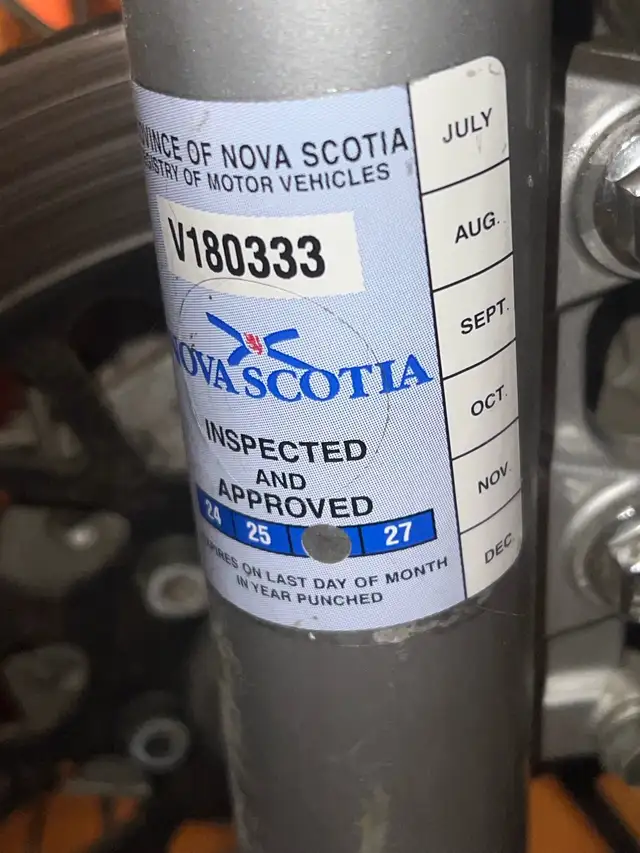 VINCE OF NOVA SCOTIA
ISTRY OF MOTOR VEHICLES
V180333
NOVA SCOTIA
INSPECTED
AND
APPROVED
24 25 27
EXPIRES ON LAST DAY OF MONTH
IN YEAR PUNCHED
JULY
AUG.
SEPT.
OCT.
NOV.
DEC.